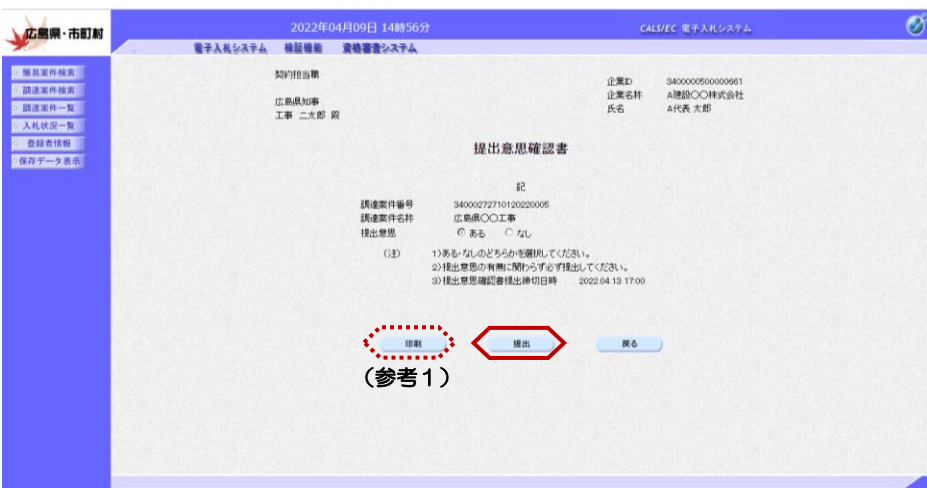 広島県・市町村
2022年04月09日 14時56分
CALS/EC 電子入札システム
電子入札システム 検証機能 資格審査システム
簡易案件検索
調達案件検索
調達案件一覧
入札状況一覧
登録者情報
保存データ表示
契約担当職
広島県知事
工事 二太郎 殿
企業ID 3400000500000661
企業名称 A建設〇〇株式会社
氏名 A代表 太郎
提出意思確認書
記
調達案件番号 34000272710120220005
調達案件名称 広島県〇〇工事
提出意思 ある なし
(注) 1)ある・なしのどちらかを選択してください。
2)提出意思の有無に関わらず必ず提出してください。
3)提出意思確認書提出締切日時 2022.04.13 17:00
印刷 提出 戻る
(参考1)